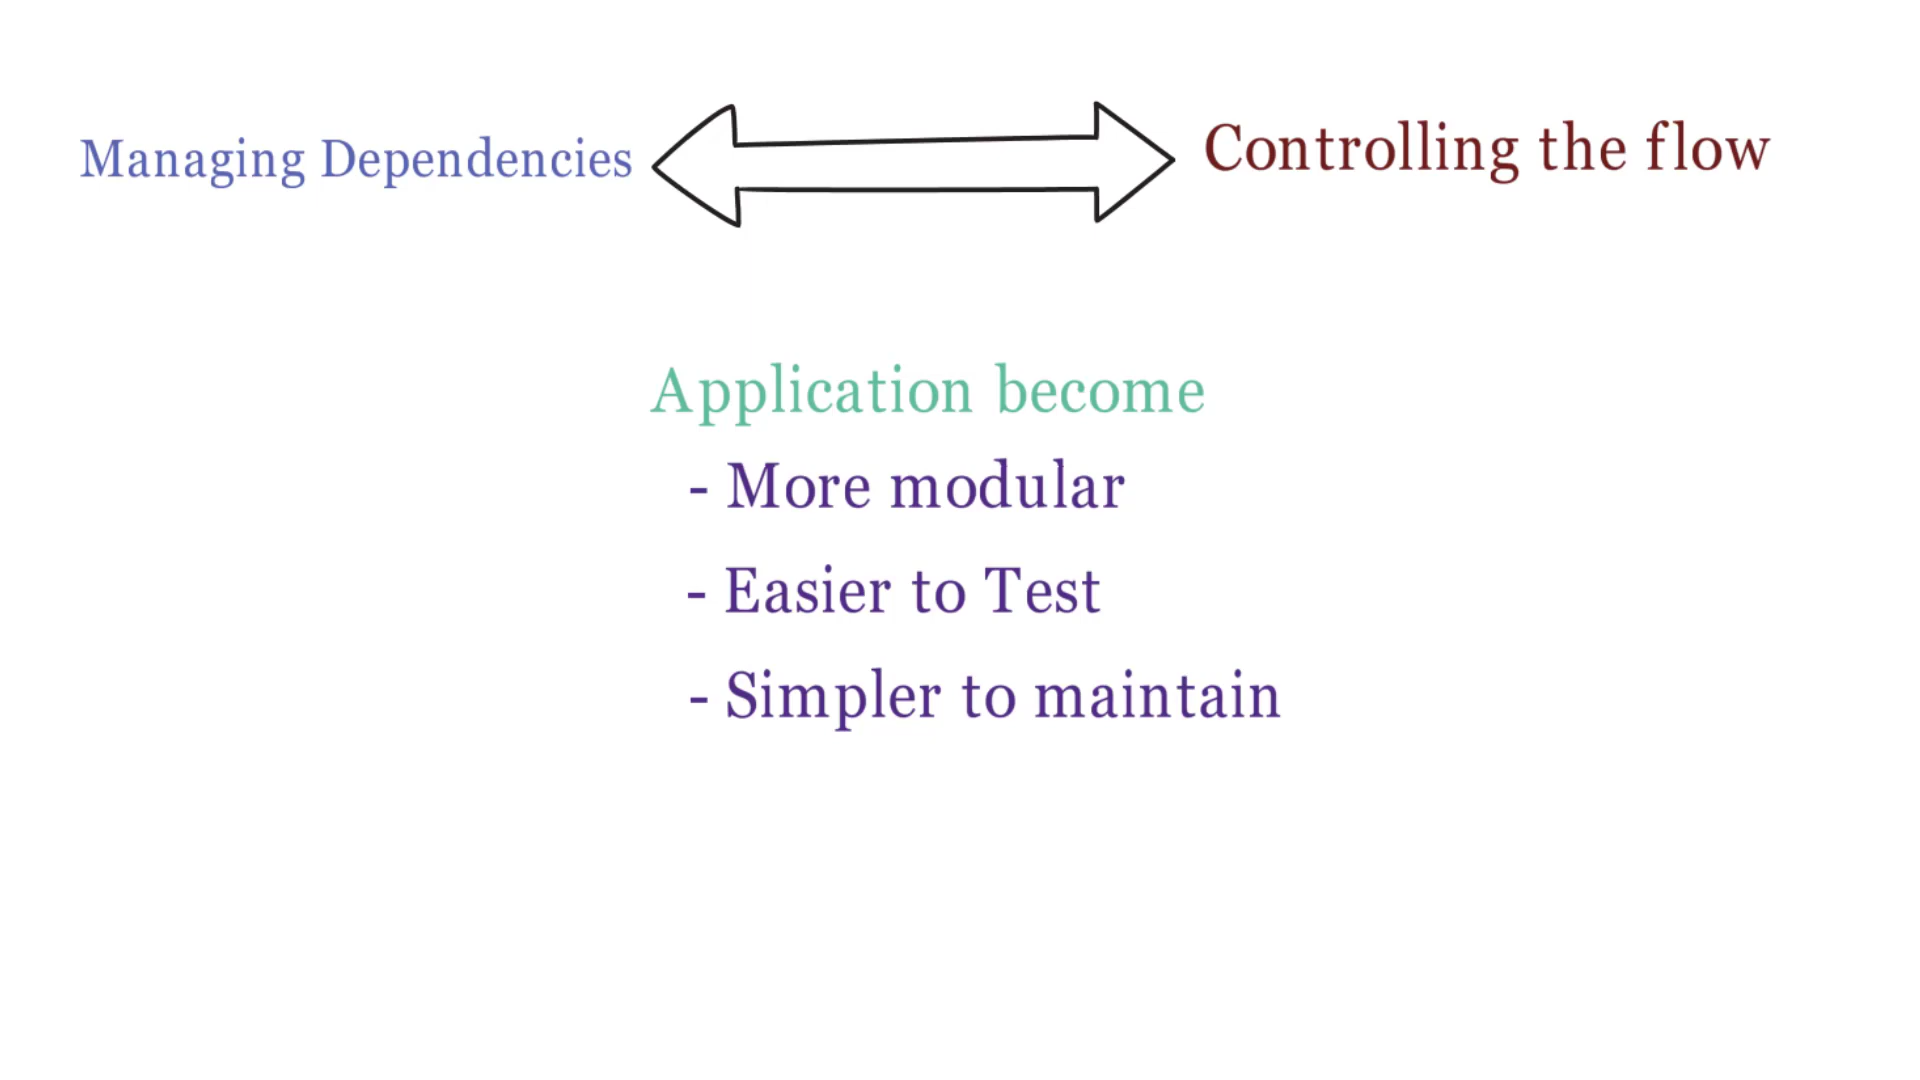 Managing Dependencies
Controlling the flow
Application become
- More modular
- Easier to Test
- Simpler to maintain